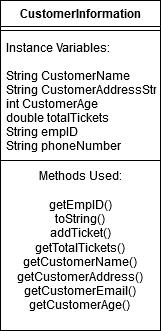 CustomerInformation
Instance Variables:
String CustomerName
String CustomerAddressStr
int CustomerAge
double totalTickets
String empID
String phoneNumber
Methods Used:
getEmpID()
toString()
addTicket()
getTotalTickets()
getCustomerName()
getCustomerAddress()
getCustomerEmail()
getCustomerAge()